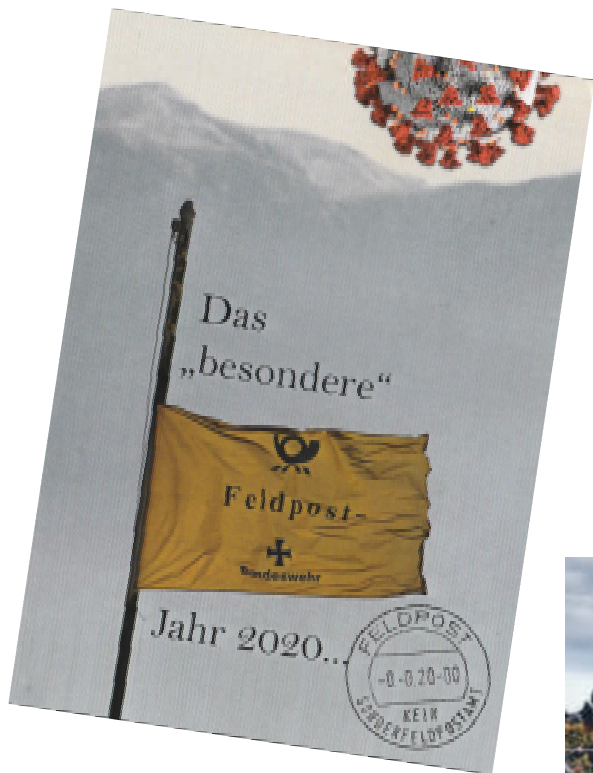 Das
„besondere“
Feldpost-
Bundeswehr
Jahr 2020...
FELDPOST
-0.-0.20-00
KEIN
SONDERFELDPOSTAMT